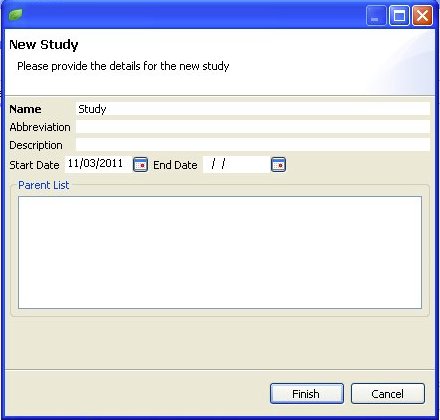 New Study
Please provide the details for the new study
Name Study
Abbreviation
Description
Start Date 11/03/2011 End Date / /
Parent List
Finish Cancel